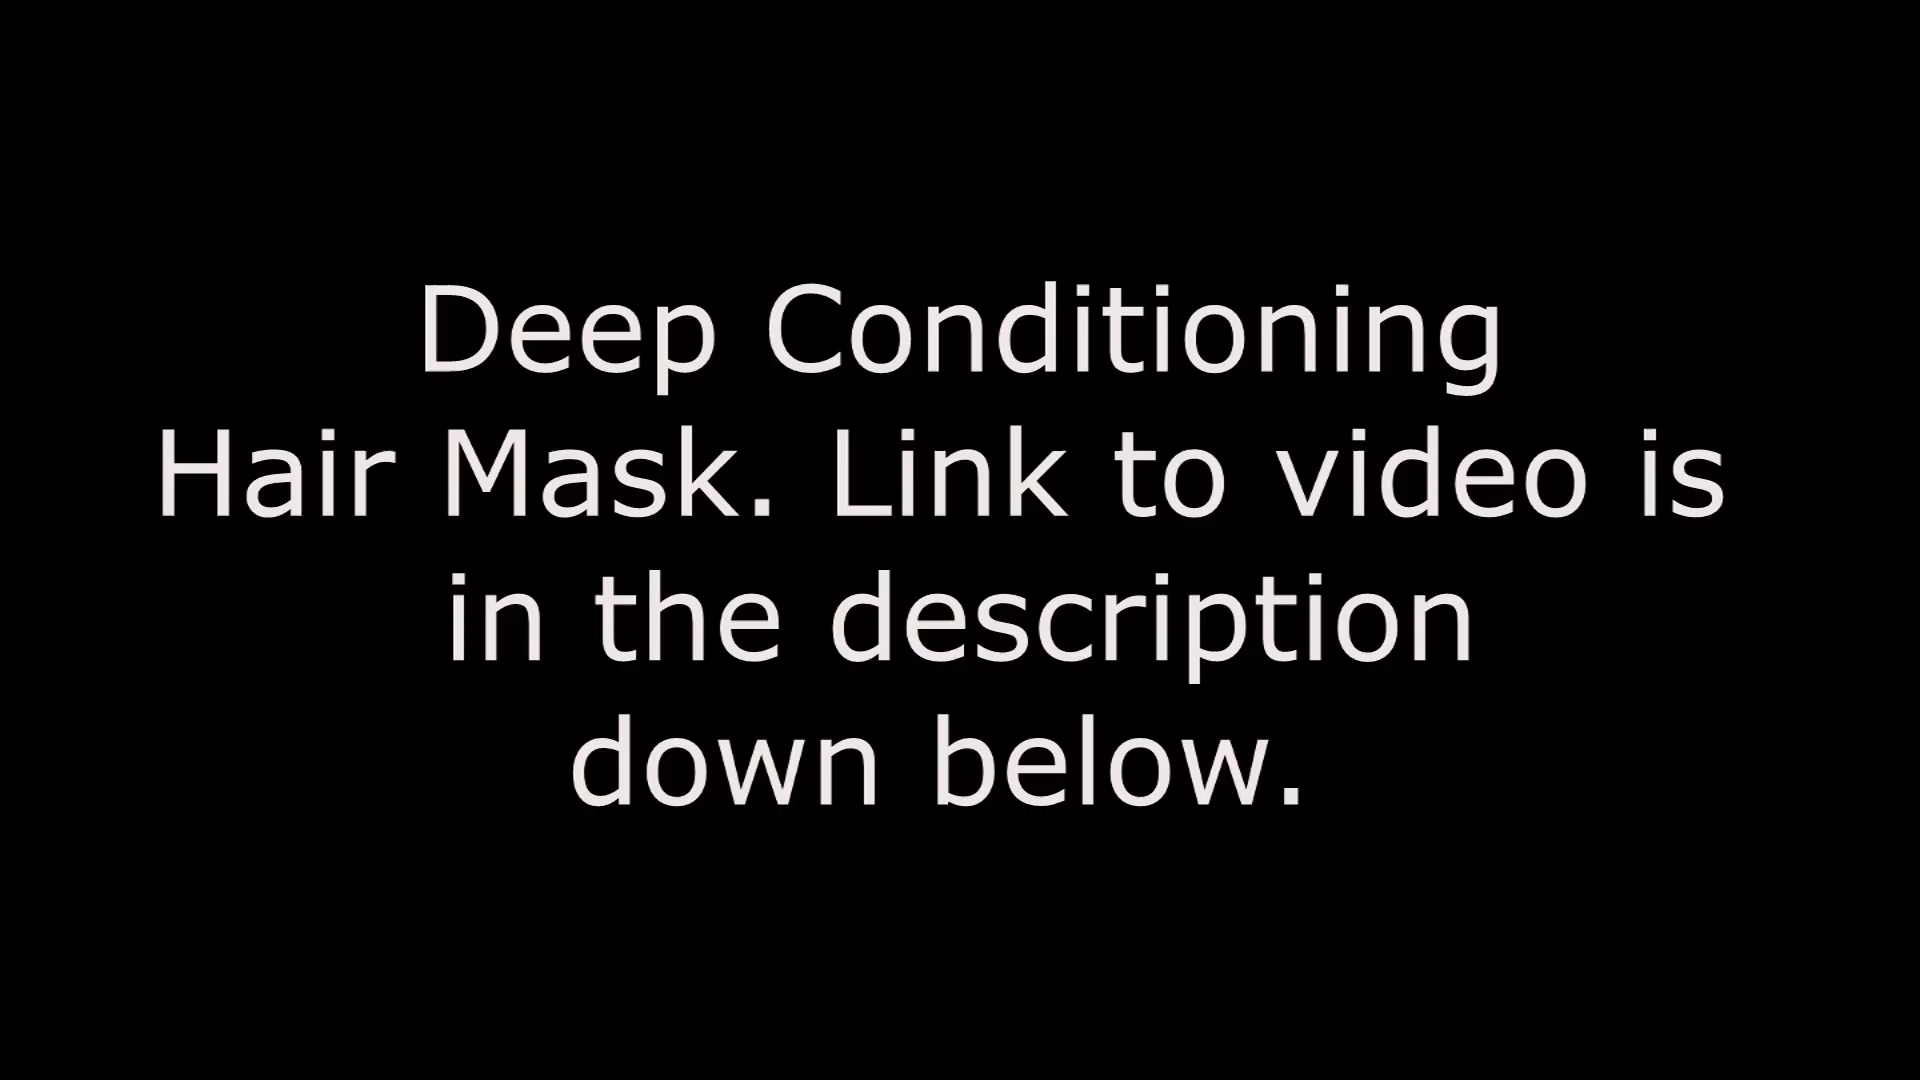 Deep Conditioning
Hair Mask. Link to video is
in the description
down below.